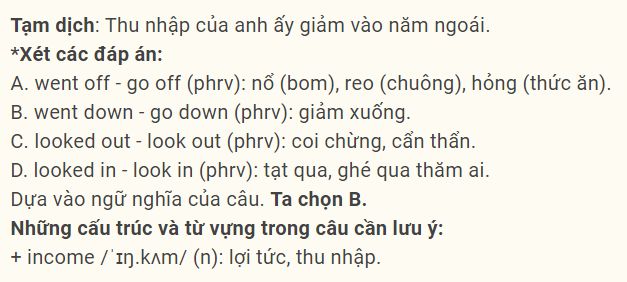 Tạm dịch: Thu nhập của anh ấy giảm vào năm ngoái.
*Xét các đáp án:
A. went off - go off (phrv): nổ (bom), reo (chuông), hỏng (thức ăn).
B. went down - go down (phrv): giảm xuống.
C. looked out - look out (phrv): coi chừng, cẩn thẩn.
D. looked in - look in (phrv): tạt qua, ghé qua thăm ai.
Dựa vào ngữ nghĩa của câu. Ta chọn B.
Những cấu trúc và từ vựng trong câu cần lưu ý:
+ income /ˈɪŋ.kʌm/ (n): lợi tức, thu nhập.